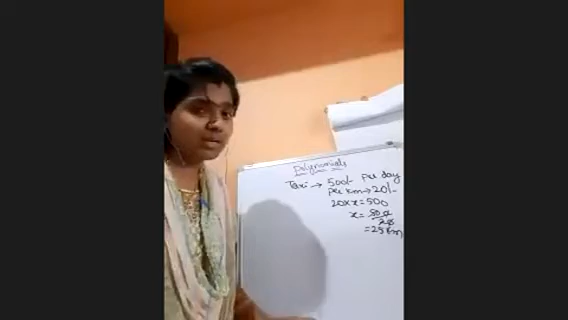 Polynomials
Taxi → 500/- per day
per km → 20/-
20 x x = 500
x = 500/20
= 25 km